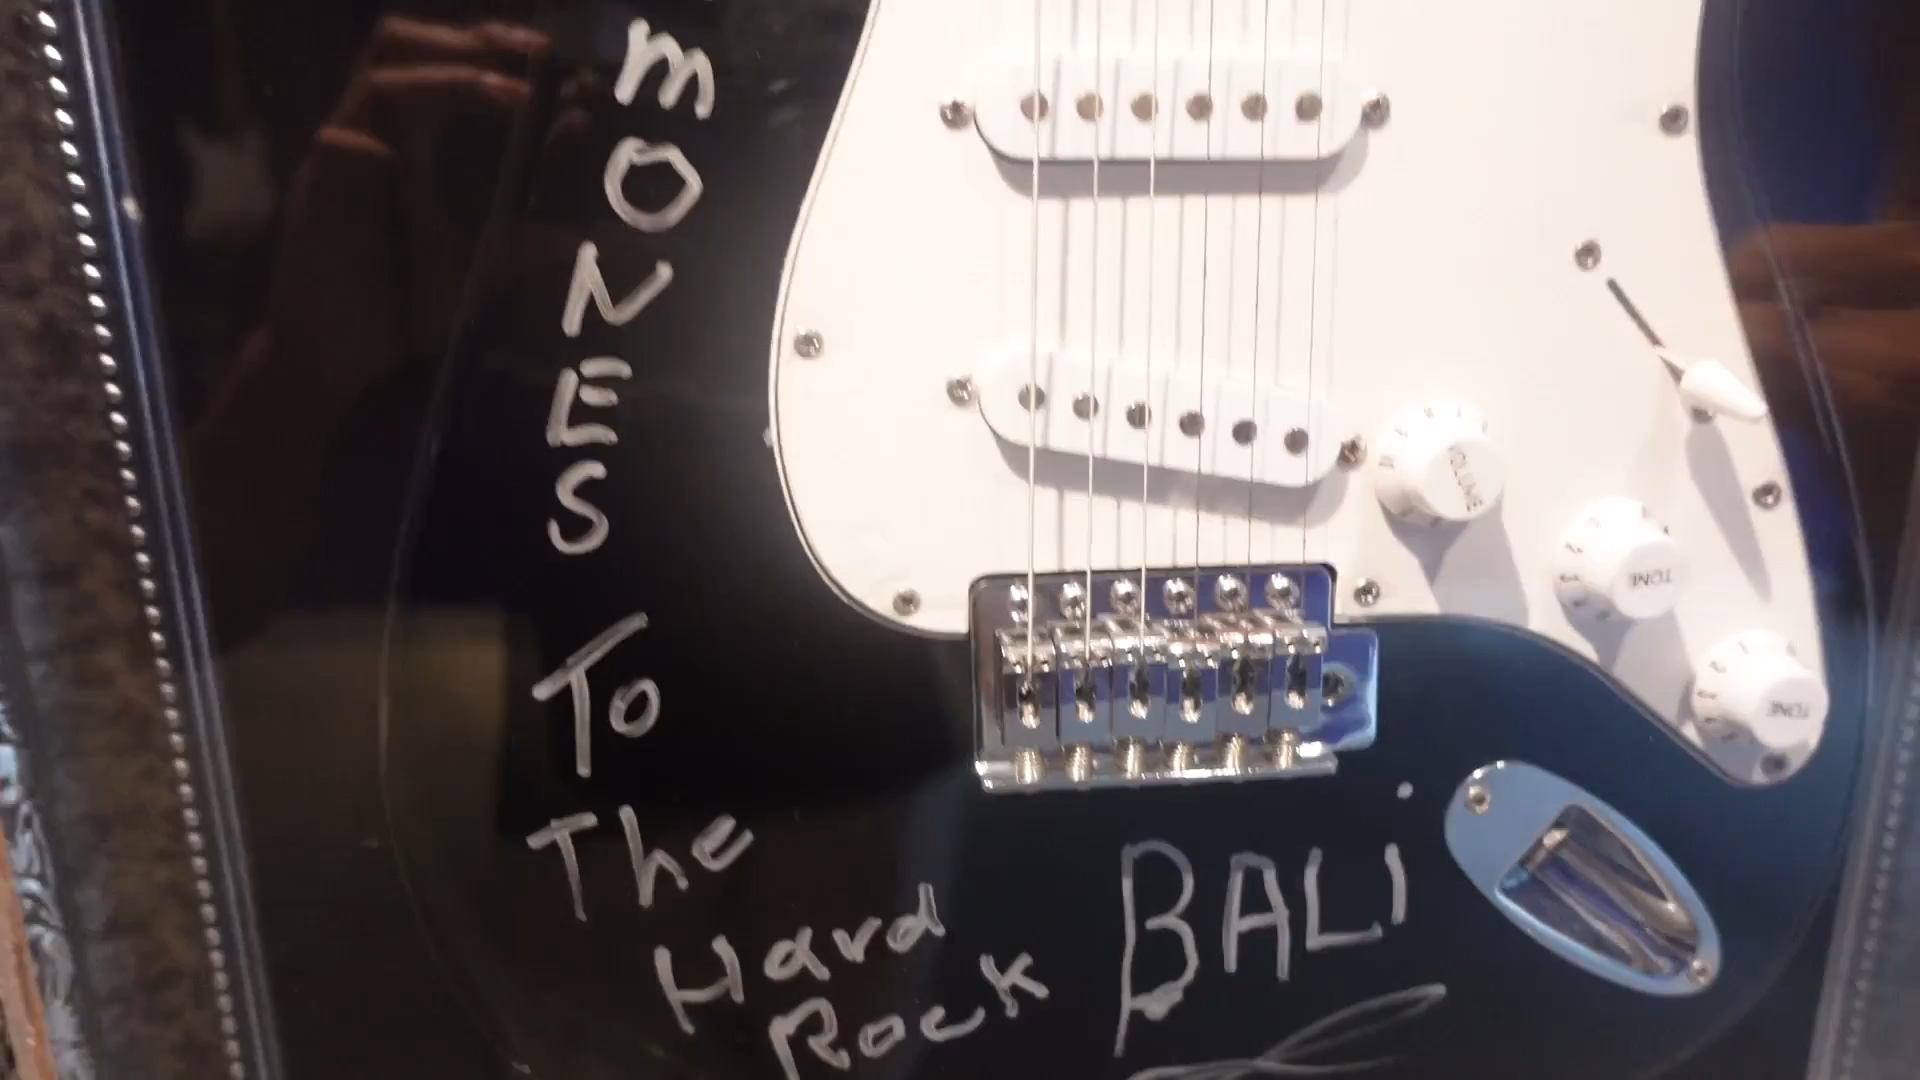 MONES
To
The
Hard
Rock
BALi
VOLUME
TONE
TONE